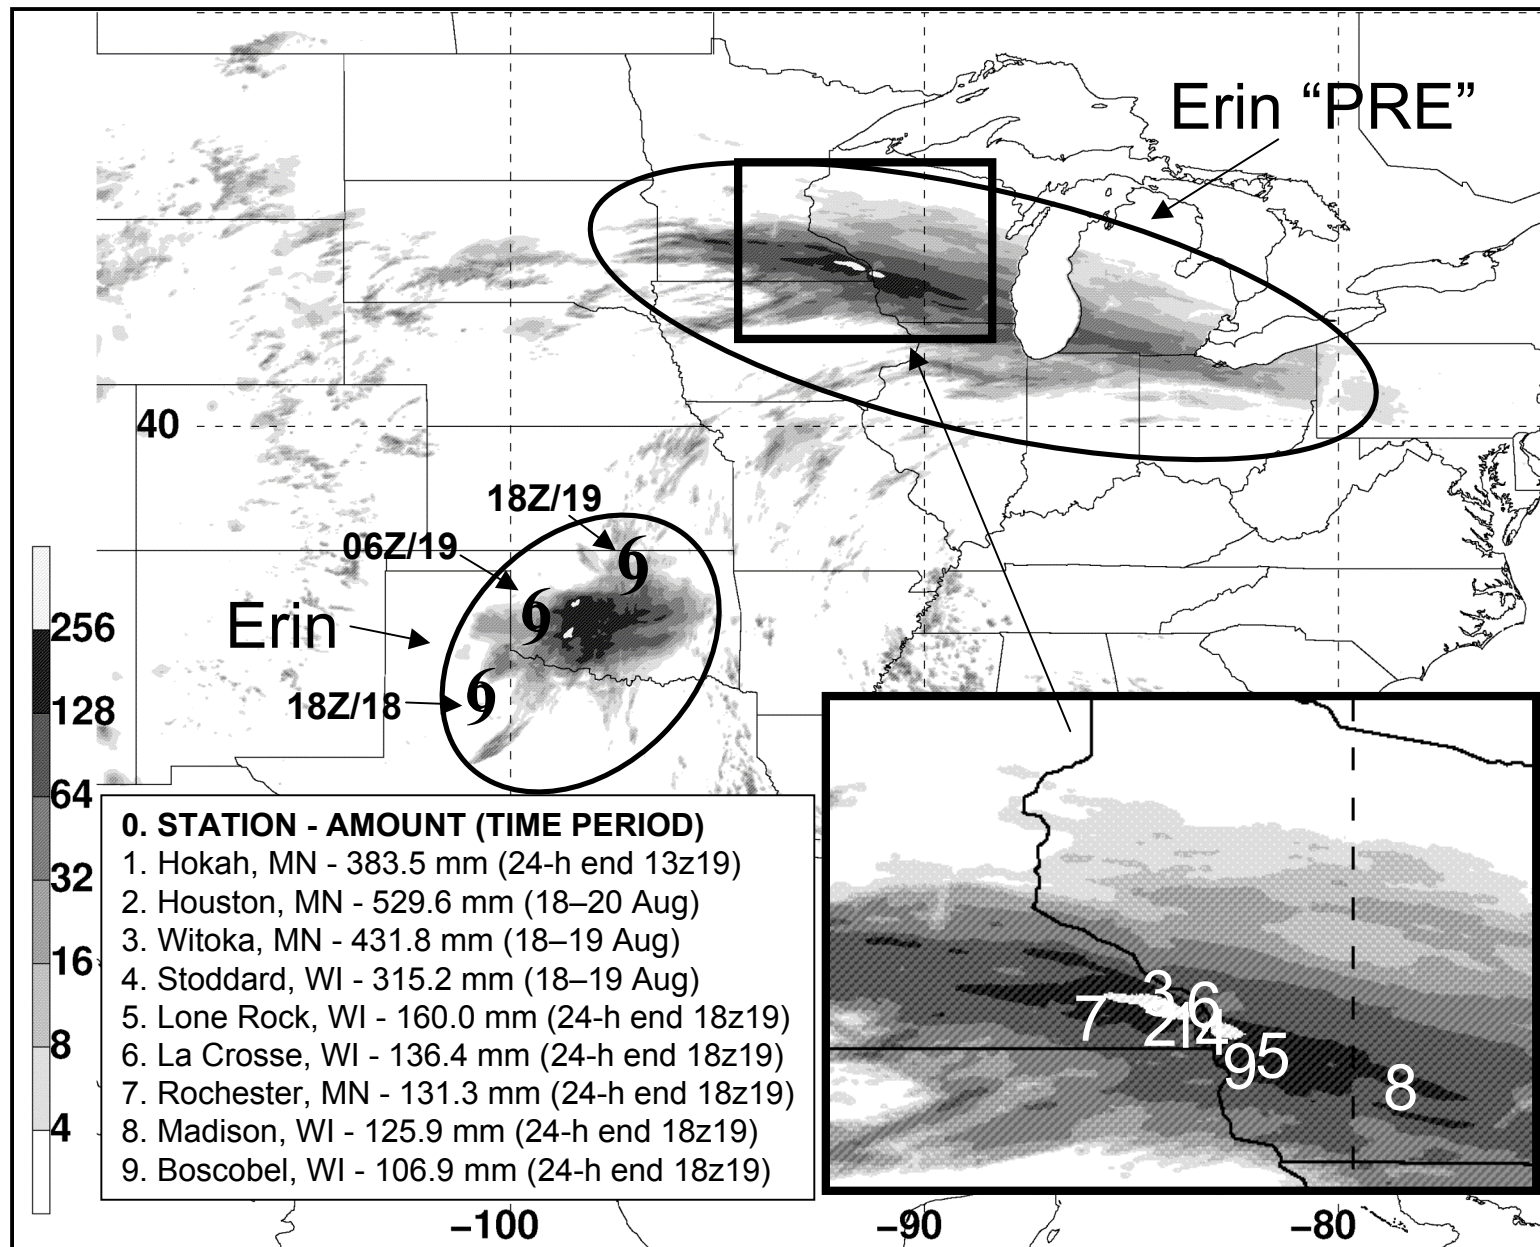 Erin “PRE”
40
18Z/19
06Z/19
Erin
18Z/18
256
128
64
32
16
8
4
0. STATION - AMOUNT (TIME PERIOD)
1. Hokah, MN - 383.5 mm (24-h end 13z19)
2. Houston, MN - 529.6 mm (18–20 Aug)
3. Witoka, MN - 431.8 mm (18–19 Aug)
4. Stoddard, WI - 315.2 mm (18–19 Aug)
5. Lone Rock, WI - 160.0 mm (24-h end 18z19)
6. La Crosse, WI - 136.4 mm (24-h end 18z19)
7. Rochester, MN - 131.3 mm (24-h end 18z19)
8. Madison, WI - 125.9 mm (24-h end 18z19)
9. Boscobel, WI - 106.9 mm (24-h end 18z19)
3 6
7 214
9 5
8
−100 −90 −80